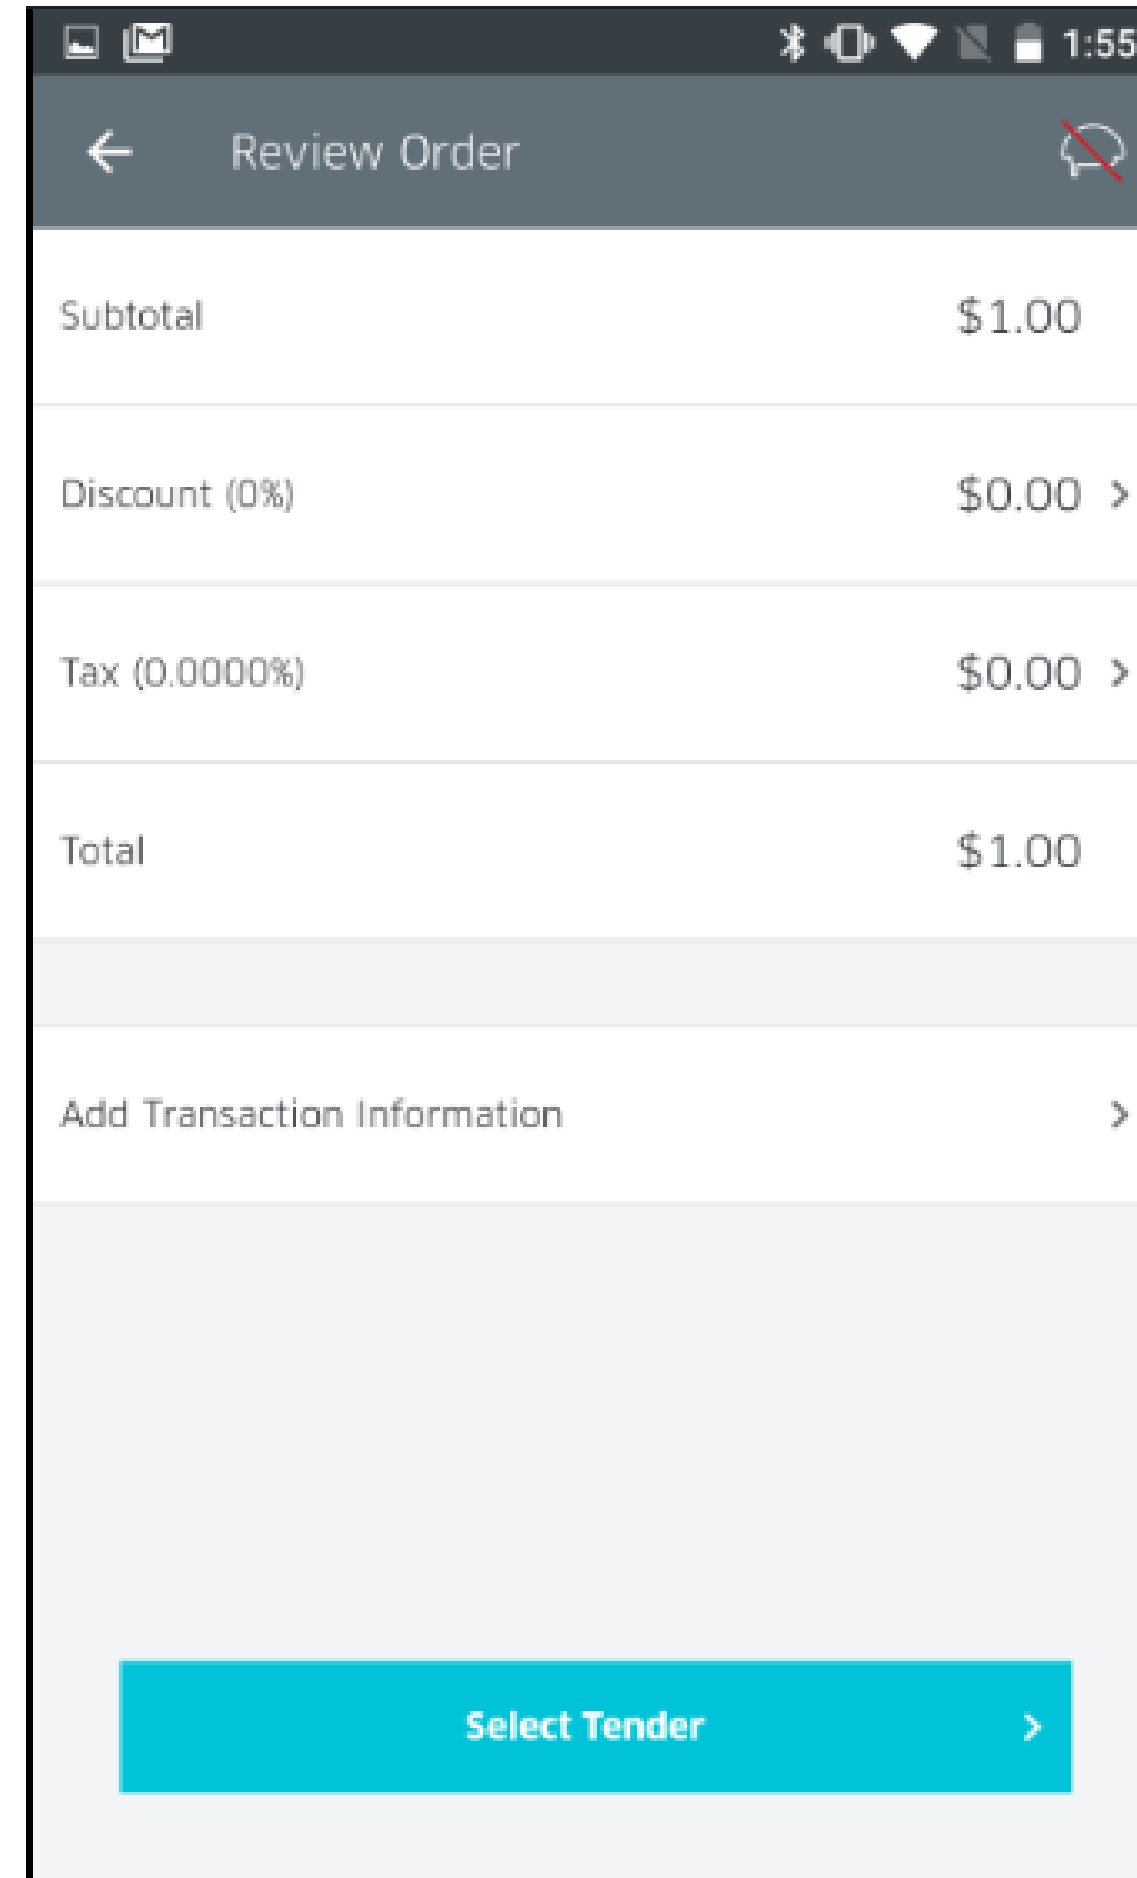 1:55
Review Order
Subtotal $1.00
Discount (0%) $0.00
Tax (0.0000%) $0.00
Total $1.00
Add Transaction Information
Select Tender